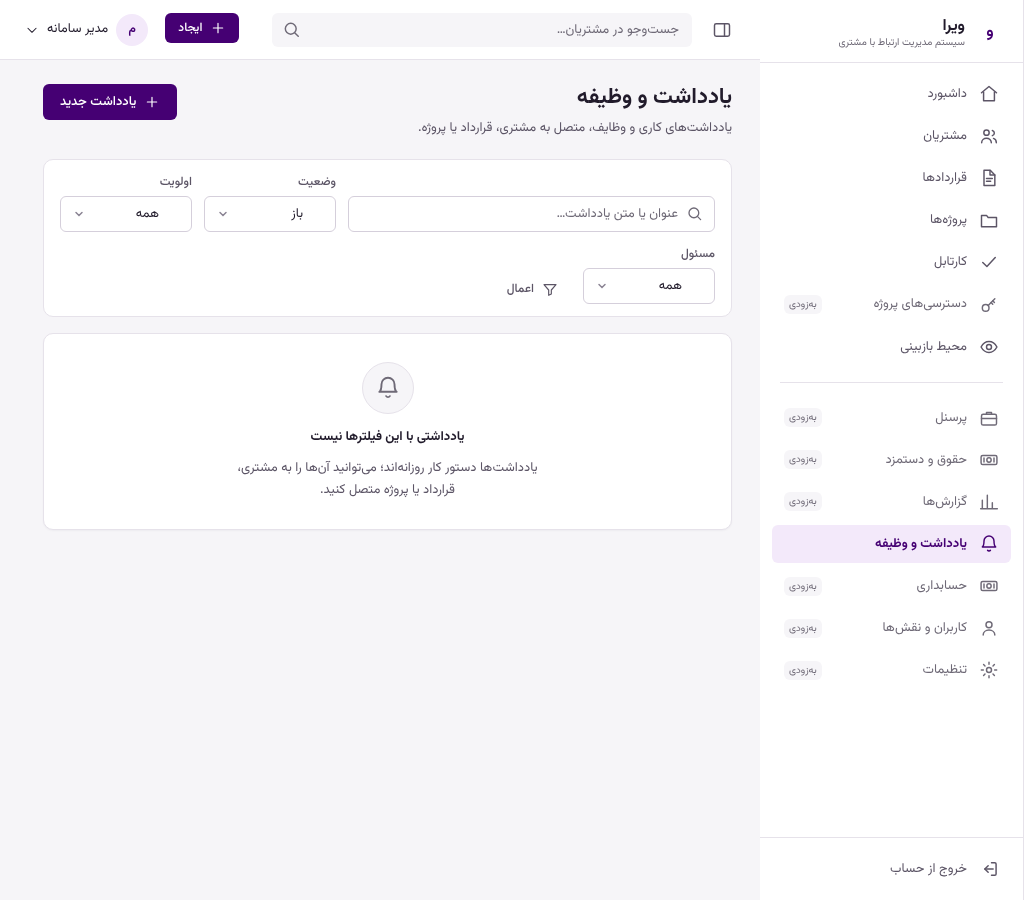 و
ویرا
سیستم مدیریت ارتباط با مشتری
داشبورد
مشتریان
قراردادها
پروژه‌ها
کارتابل
دسترسی‌های پروژه
به‌زودی
محیط بازبینی
پرسنل
به‌زودی
حقوق و دستمزد
به‌زودی
گزارش‌ها
به‌زودی
یادداشت و وظیفه
حسابداری
به‌زودی
کاربران و نقش‌ها
به‌زودی
تنظیمات
به‌زودی
خروج از حساب
جست‌وجو در مشتریان...
ایجاد
م
مدیر سامانه
یادداشت و وظیفه
یادداشت‌های کاری و وظایف، متصل به مشتری، قرارداد یا پروژه.
یادداشت جدید
وضعیت
اولویت
عنوان یا متن یادداشت...
باز
همه
مسئول
همه
اعمال
یادداشتی با این فیلترها نیست
یادداشت‌ها دستور کار روزانه‌اند؛ می‌توانید آن‌ها را به مشتری،
قرارداد یا پروژه متصل کنید.